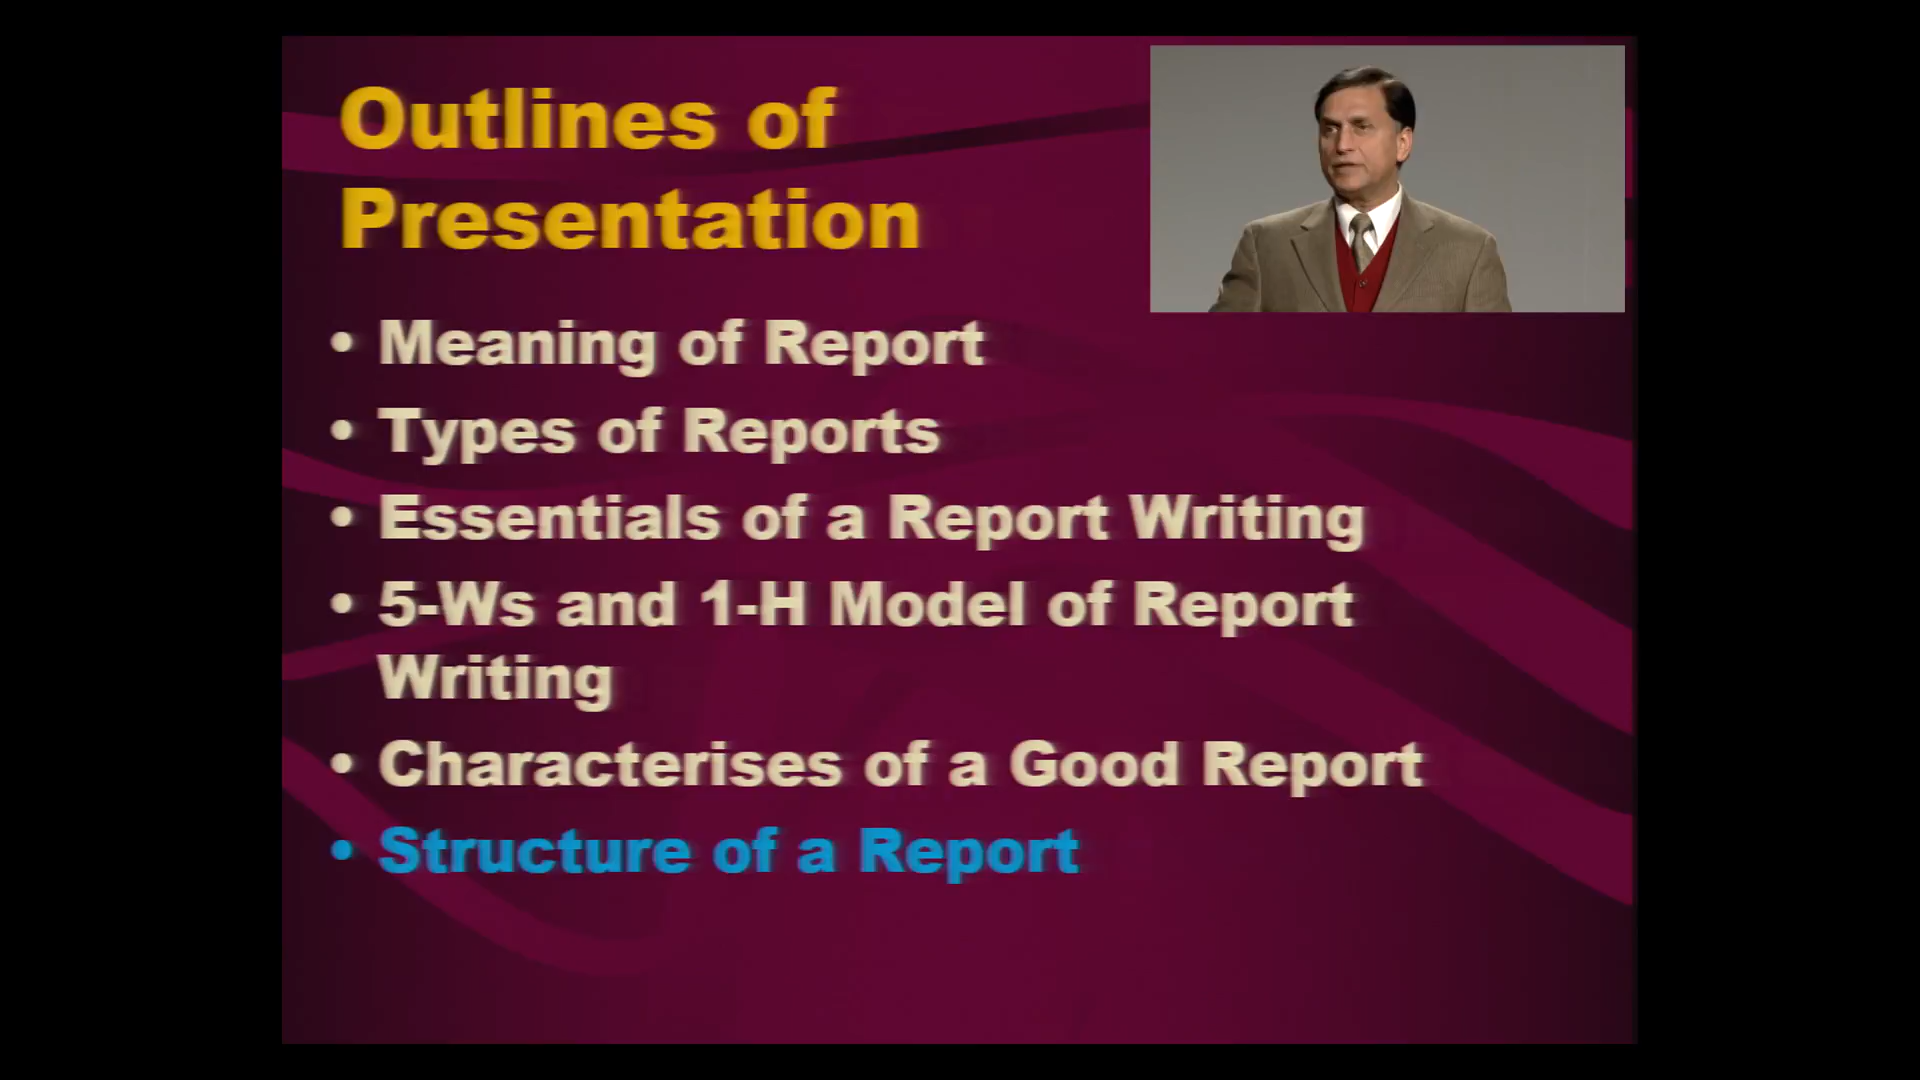 Outlines of
Presentation
• Meaning of Report
• Types of Reports
• Essentials of a Report Writing
• 5-Ws and 1-H Model of Report
Writing
• Characterises of a Good Report
• Structure of a Report